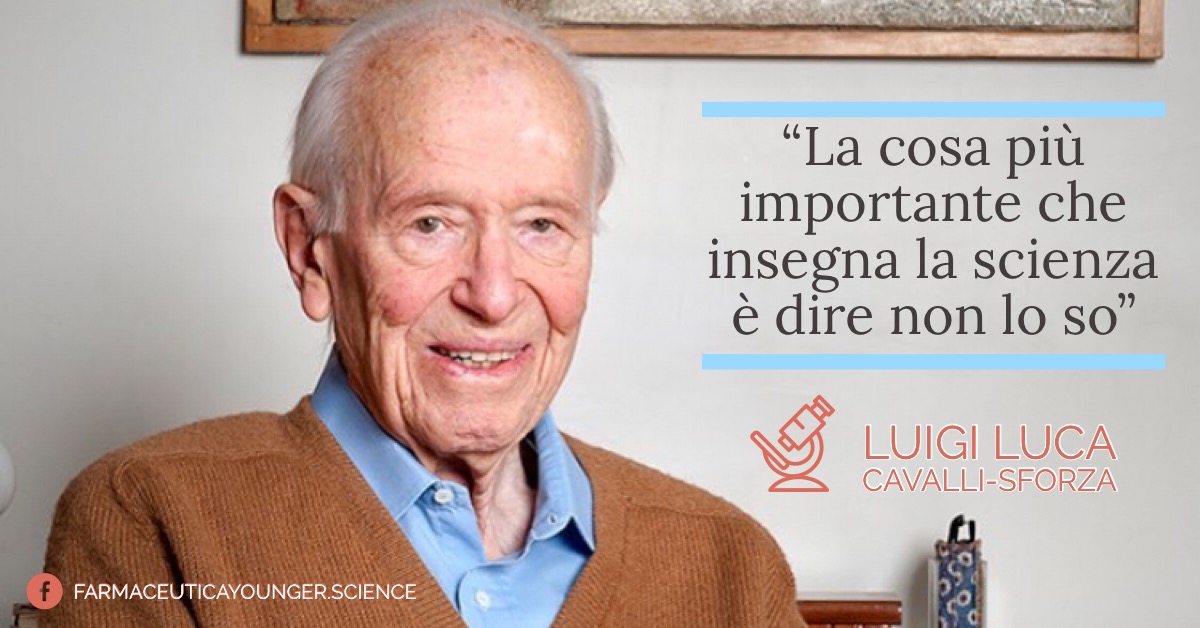 “La cosa più
importante che
insegna la scienza
è dire non lo so”
LUIGI LUCA
CAVALLI-SFORZA
FARMACEUTICAYOUNGER.SCIENCE